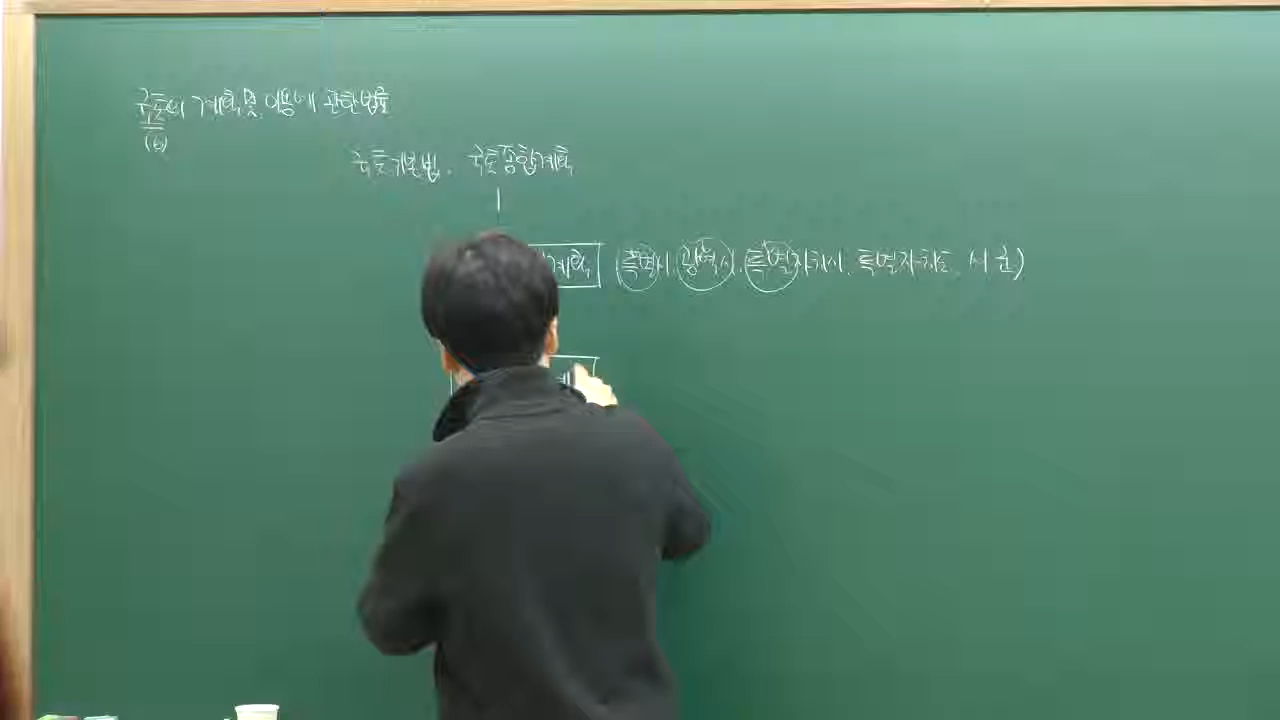 국토의 계획 및 이용에 관한 법률
(6)
국토기본법. 국토종합계획
계획 (특별시, 광역시, 특별자치시, 특별자치도, 시 군)